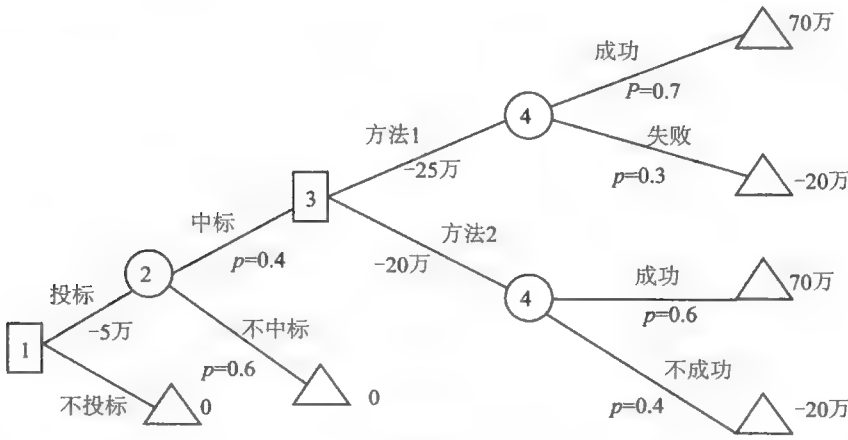 70万
成功
P=0.7
4
方法1
失败
-25万
p=0.3
-20万
3
中标
方法2
p=0.4
-20万
2
成功
70万
投标
4
p=0.6
-5万
不中标
1
不成功
p=0.6
不投标
0
0
p=0.4
-20万